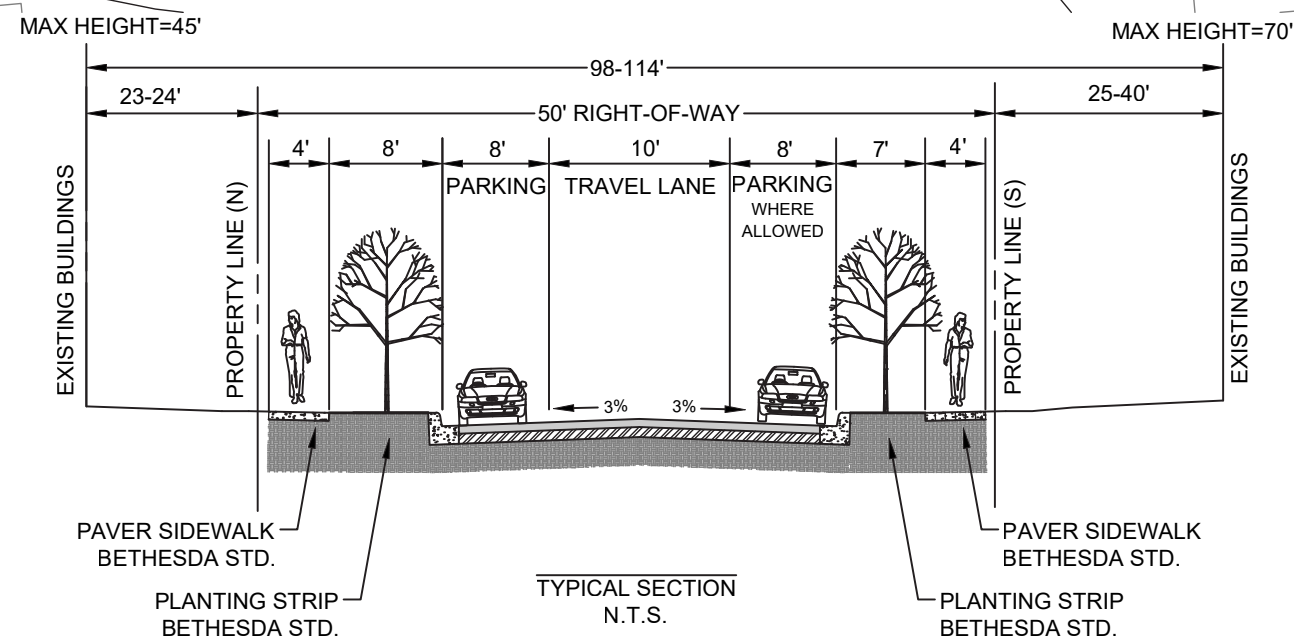 MAX HEIGHT=45'
MAX HEIGHT=70'
98-114'
23-24'
50' RIGHT-OF-WAY
25-40'
4'
8'
8'
10'
8'
7'
4'
PARKING
TRAVEL LANE
PARKING
WHERE
ALLOWED
EXISTING BUILDINGS
PROPERTY LINE (N)
PROPERTY LINE (S)
EXISTING BUILDINGS
3%
3%
PAVER SIDEWALK
BETHESDA STD.
PLANTING STRIP
BETHESDA STD.
TYPICAL SECTION
N.T.S.
PAVER SIDEWALK
BETHESDA STD.
PLANTING STRIP
BETHESDA STD.